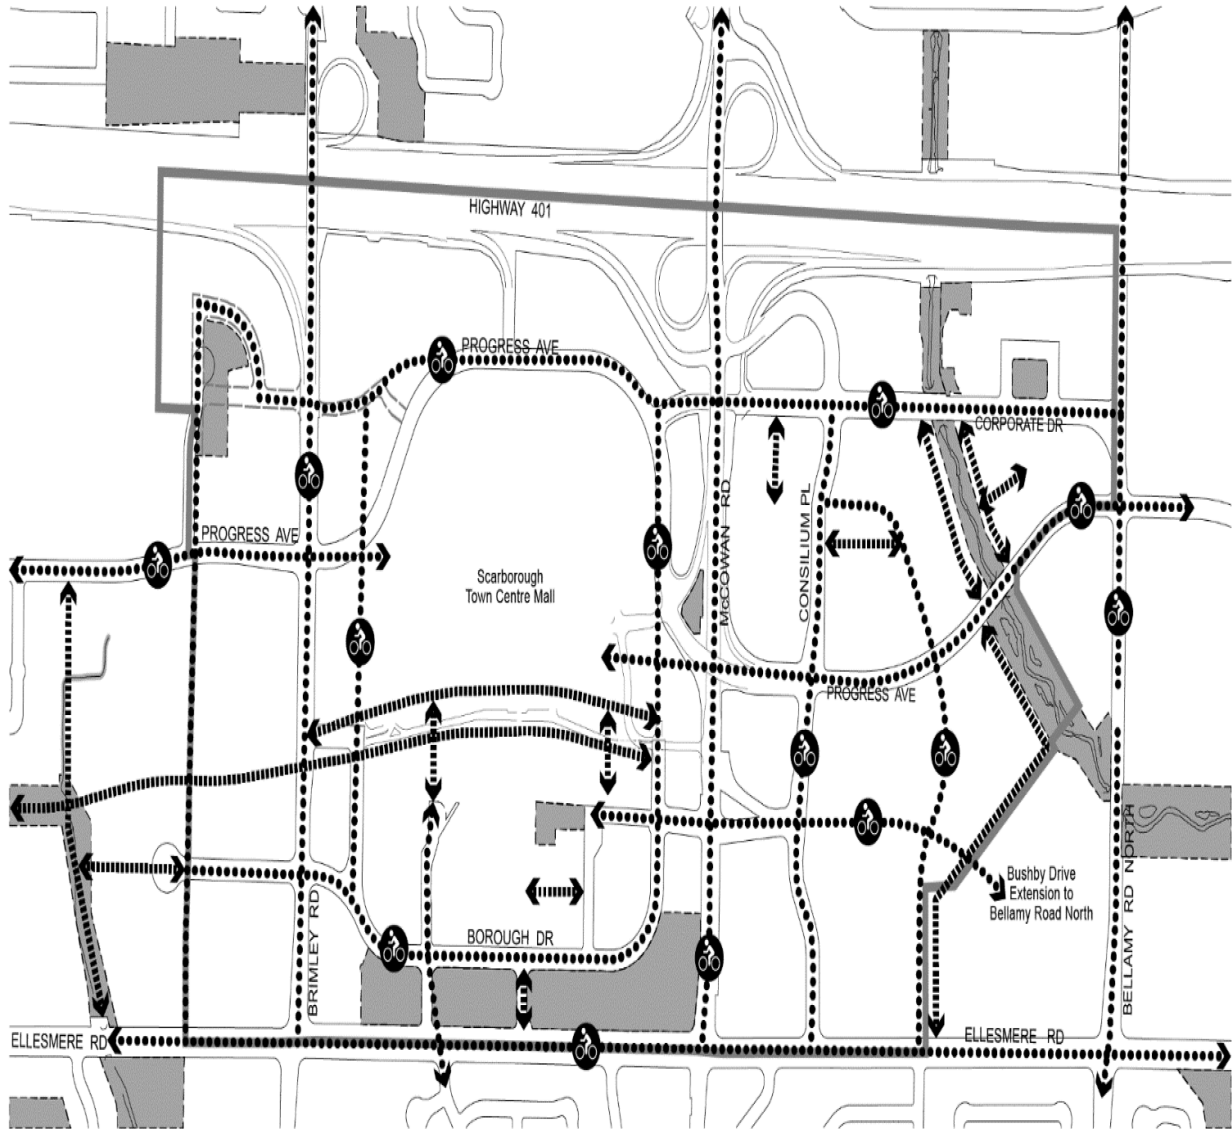 HIGHWAY 401
PROGRESS AVE
CORPORATE DR
PROGRESS AVE
McCOWAN RD
CONSILIUM PL
Scarborough
Town Centre Mall
PROGRESS AVE
BRIMLEY RD
BOROUGH DR
Bushby Drive
Extension to
Bellamy Road North
BELLAMY RD NORTH
ELLESMERE RD
ELLESMERE RD